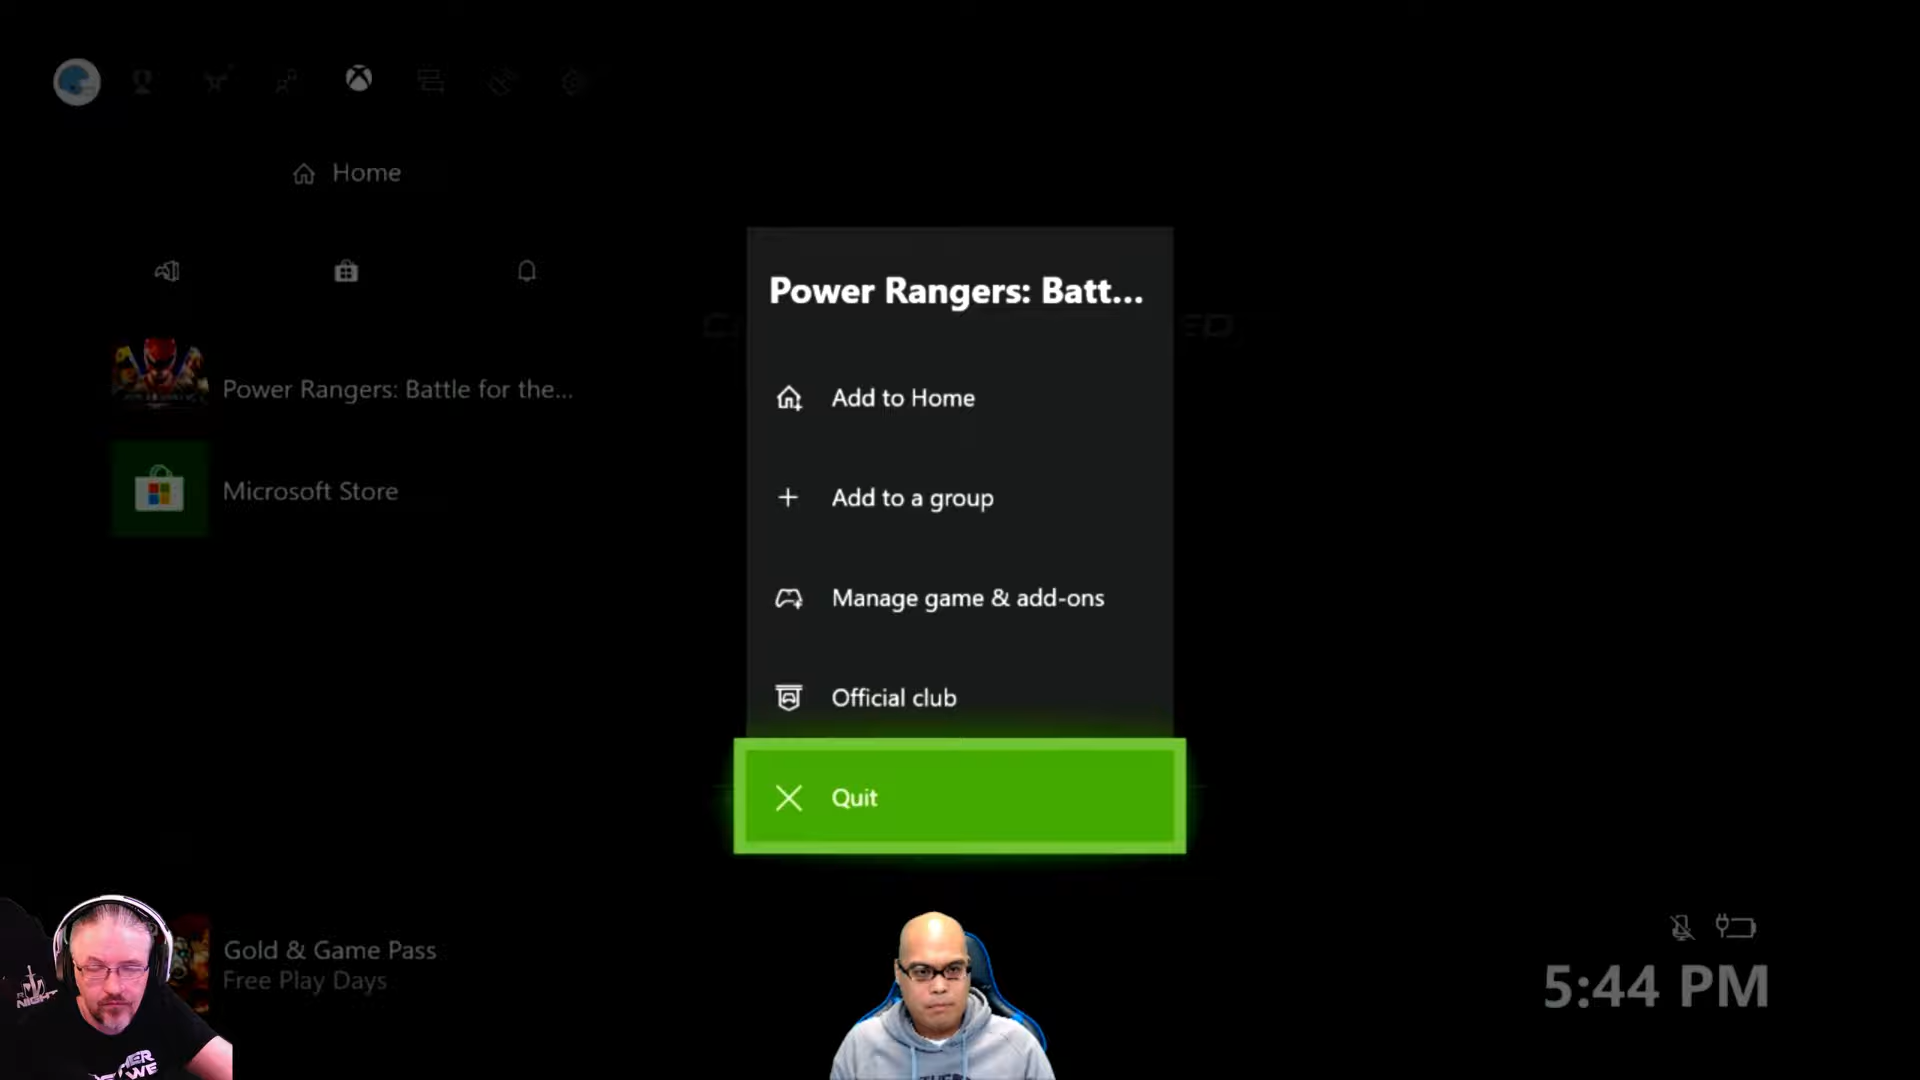 Home
Power Rangers: Batt...
Power Rangers: Battle for the...
Microsoft Store
Add to Home
Add to a group
Manage game & add-ons
Official club
Quit
Gold & Game Pass
Free Play Days
5:44 PM